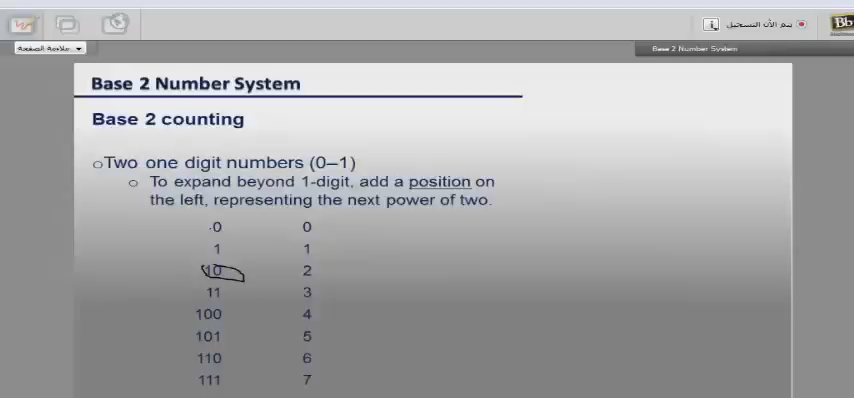 يتم الآن التسجيل
Bb
ملاءمة الصفحة
Base 2 Number System
Base 2 Number System
Base 2 counting
Two one digit numbers (0–1)
To expand beyond 1-digit, add a position on
the left, representing the next power of two.
0 0
1 1
10 2
11 3
100 4
101 5
110 6
111 7